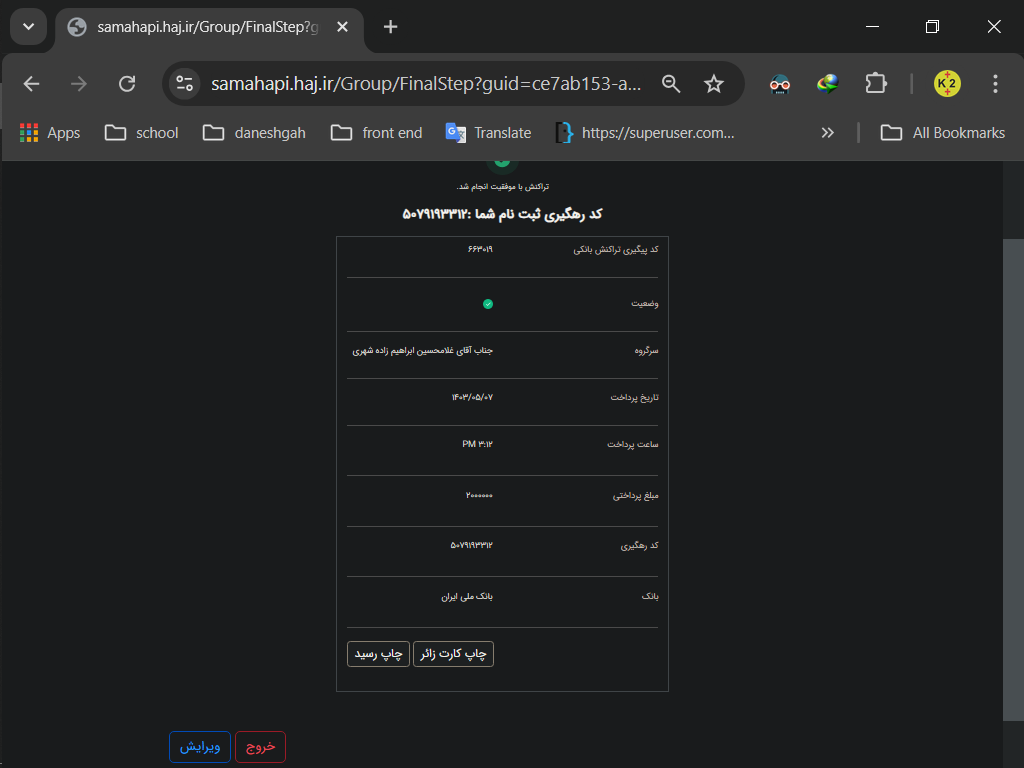 samahapi.haj.ir/Group/FinalStep?g
samahapi.haj.ir/Group/FinalStep?guid=ce7ab153-a...
Apps school daneshgah front end Translate https://superuser.com... » All Bookmarks
تراکنش با موفقیت انجام شد.
کد رهگیری ثبت نام شما :۵۰۷۹۱۹۳۳۱۲
کد پیگیری تراکنش بانکی ۶۶۳۰۱۹
وضعیت
سرگروه جناب آقای غلامحسین ابراهیم زاده شهری
تاریخ پرداخت ۱۴۰۳/۰۵/۰۷
ساعت پرداخت ۳:۱۲ PM
مبلغ پرداختی ۲۰۰۰۰۰۰
کد رهگیری ۵۰۷۹۱۹۳۳۱۲
بانک بانک ملی ایران
چاپ کارت زائر چاپ رسید
خروج ویرایش